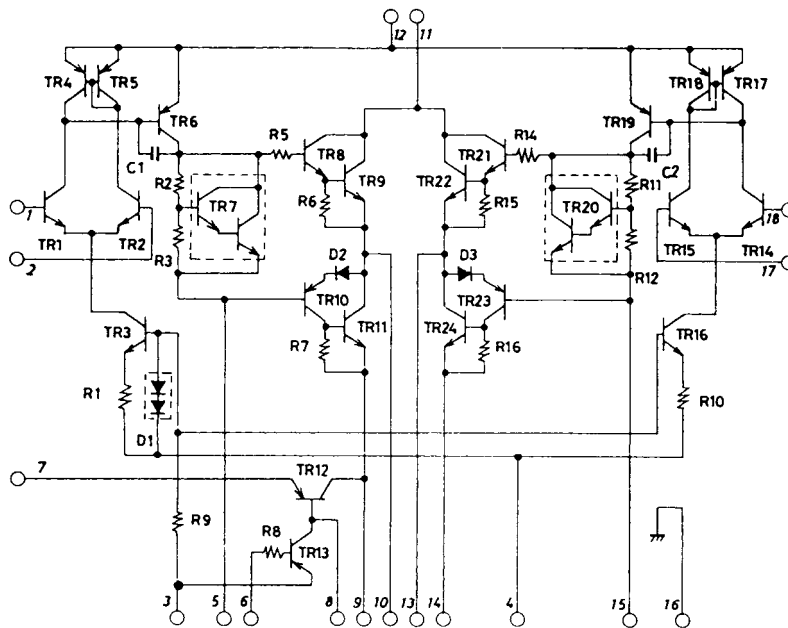 12 11
TR4 TR5 TR18 TR17
TR6 TR19
R5 R14
C1 TR8 TR21 C2
R2 TR9 TR22 R11
TR7 R6 R15 TR20
1 18
TR1 TR2 TR15 TR14
R3 D2 D3 R12
2 17
TR10 TR23
TR3 TR11 TR24 TR16
R7 R16
R1 R10
D1
7 TR12
R9 R8
TR13
3 5 6 8 9 10 13 14 4 15 16